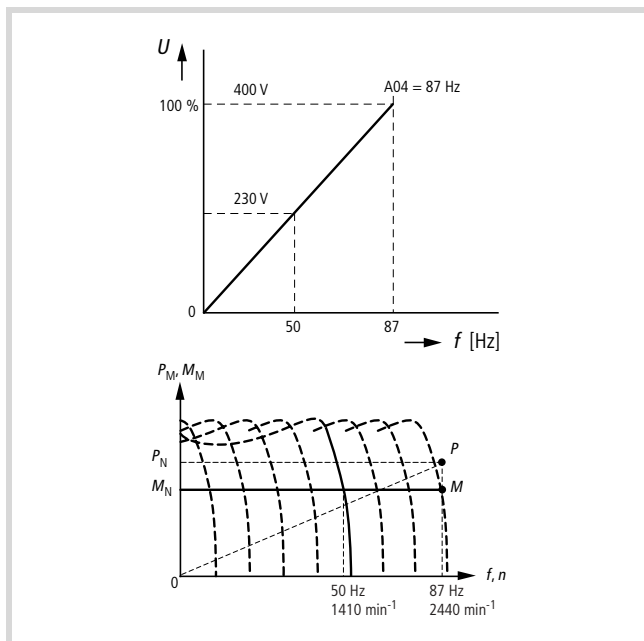 U
400 V
A04 = 87 Hz
100 %
230 V
0
50
87
f [Hz]
P_M, M_M
P_N
P
M_N
M
0
f, n
50 Hz
87 Hz
1410 min⁻¹
2440 min⁻¹